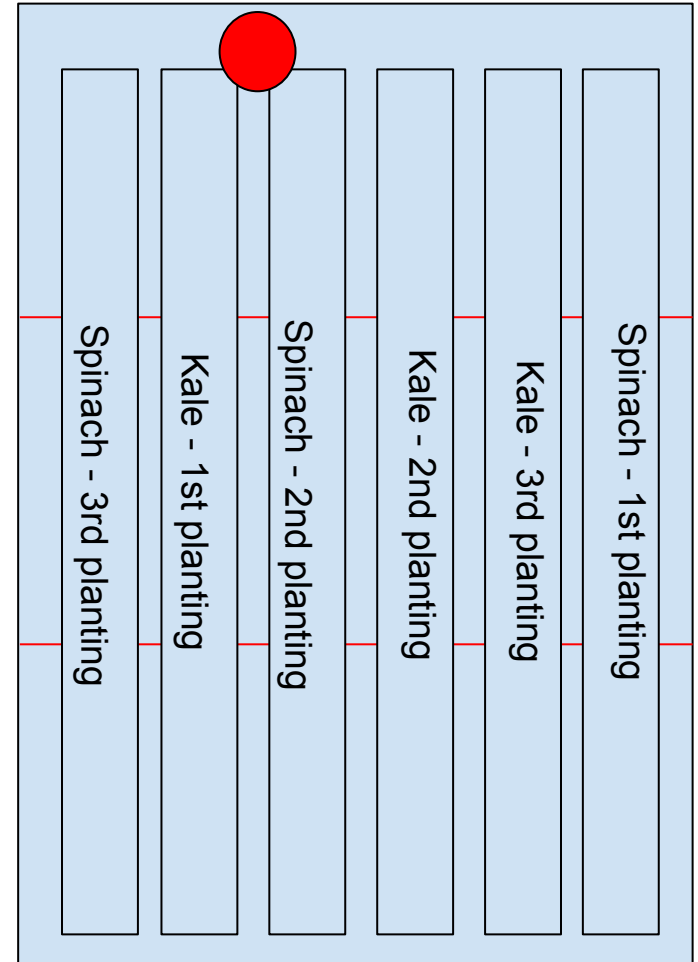 Spinach - 3rd planting
Kale - 1st planting
Spinach - 2nd planting
Kale - 2nd planting
Kale - 3rd planting
Spinach - 1st planting